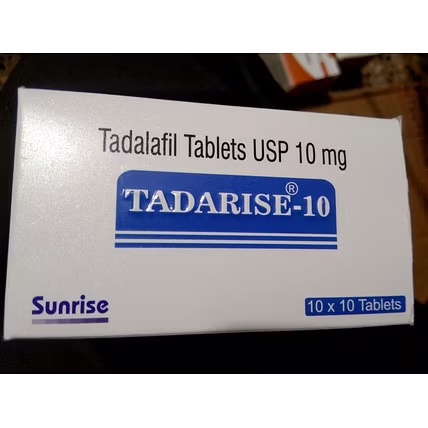 Tadalafil Tablets USP 10 mg
TADARISE®-10
Sunrise
10 x 10 Tablets